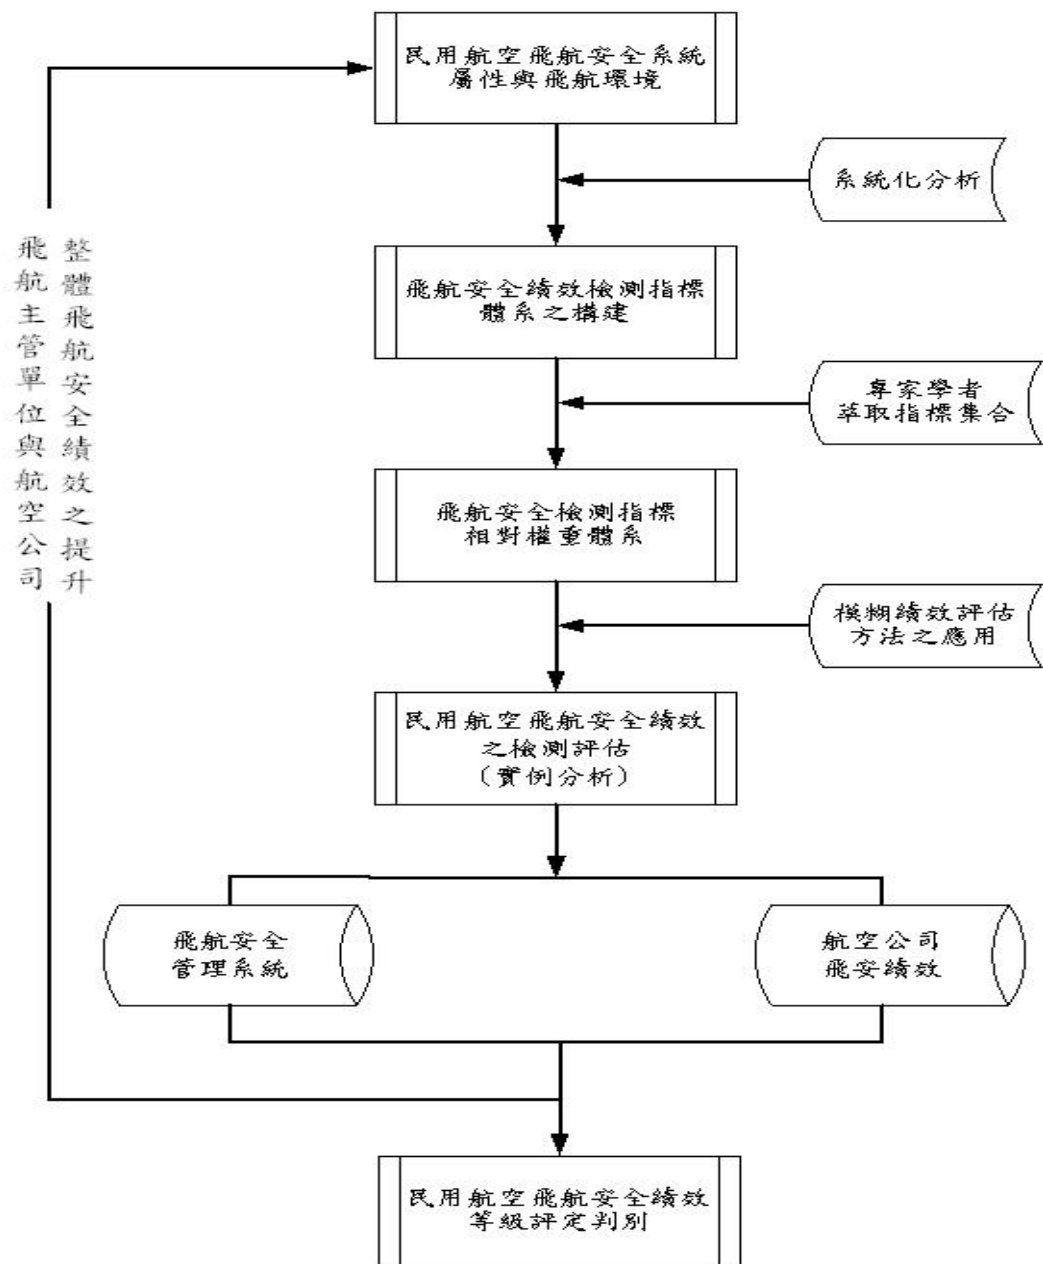 民用航空飛航安全系統
屬性與飛航環境
系統化分析
飛航安全績效檢測指標
體系之構建
專家學者
萃取指標集合
飛航安全檢測指標
相對權重體系
模糊績效評估
方法之應用
民用航空飛航安全績效
之檢測評估
(實例分析)
飛航安全
管理系統
航空公司
飛安績效
民用航空飛航安全績效
等級評定判別
整體飛航安全績效之提升
飛航主管單位與航空公司